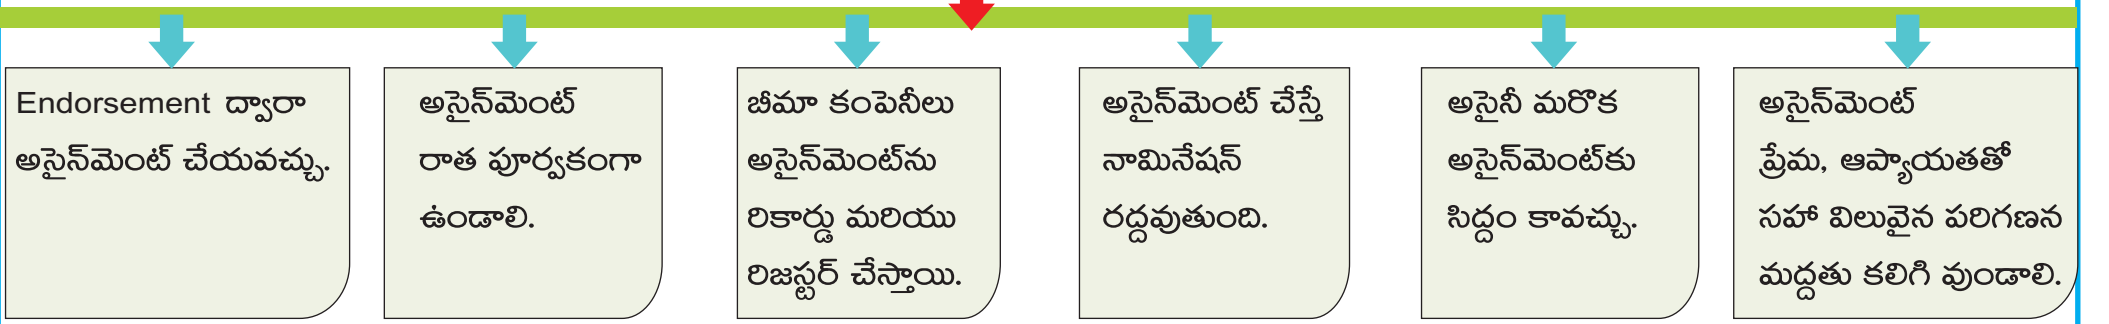 Endorsement ద్వారా
అసైన్‌మెంట్ చేయవచ్చు.
అసైన్‌మెంట్
రాత పూర్వకంగా
ఉండాలి.
బీమా కంపెనీలు
అసైన్‌మెంట్‌ను
రికార్డు మరియు
రిజస్టర్ చేస్తాయి.
అసైన్‌మెంట్ చేస్తే
నామినేషన్
రద్దవుతుంది.
అసైనీ మరొక
అసైన్‌మెంట్‌కు
సిద్దం కావచ్చు.
అసైన్‌మెంట్
ప్రేమ, ఆప్యాయతతో
సహా విలువైన పరిగణన
మద్దతు కలిగి వుండాలి.